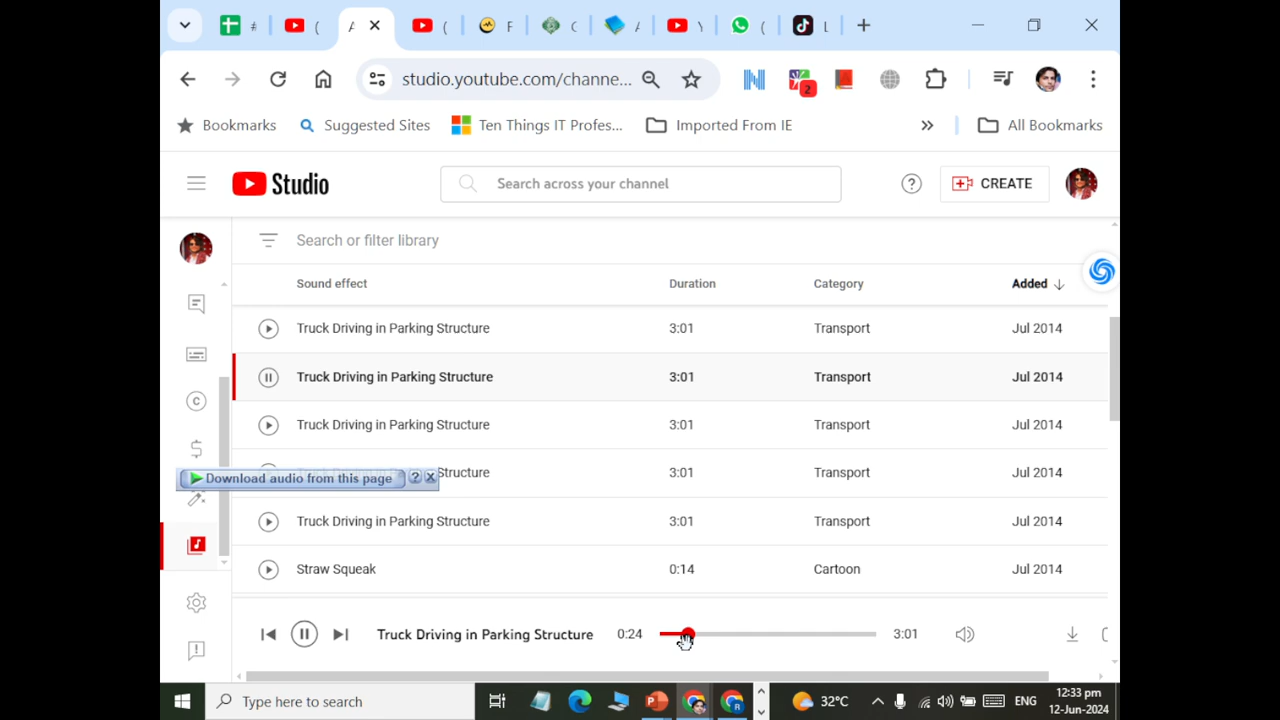 studio.youtube.com/channe...
2
Bookmarks Suggested Sites Ten Things IT Profes... Imported From IE » All Bookmarks
Studio Search across your channel ? CREATE
Search or filter library
Sound effect Duration Category Added ↓
Truck Driving in Parking Structure 3:01 Transport Jul 2014
Truck Driving in Parking Structure 3:01 Transport Jul 2014
Truck Driving in Parking Structure 3:01 Transport Jul 2014
Structure 3:01 Transport Jul 2014
Download audio from this page ?
Truck Driving in Parking Structure 3:01 Transport Jul 2014
Straw Squeak 0:14 Cartoon Jul 2014
Truck Driving in Parking Structure 0:24 3:01
Type here to search 32°C ENG 12:33 pm
12-Jun-2024